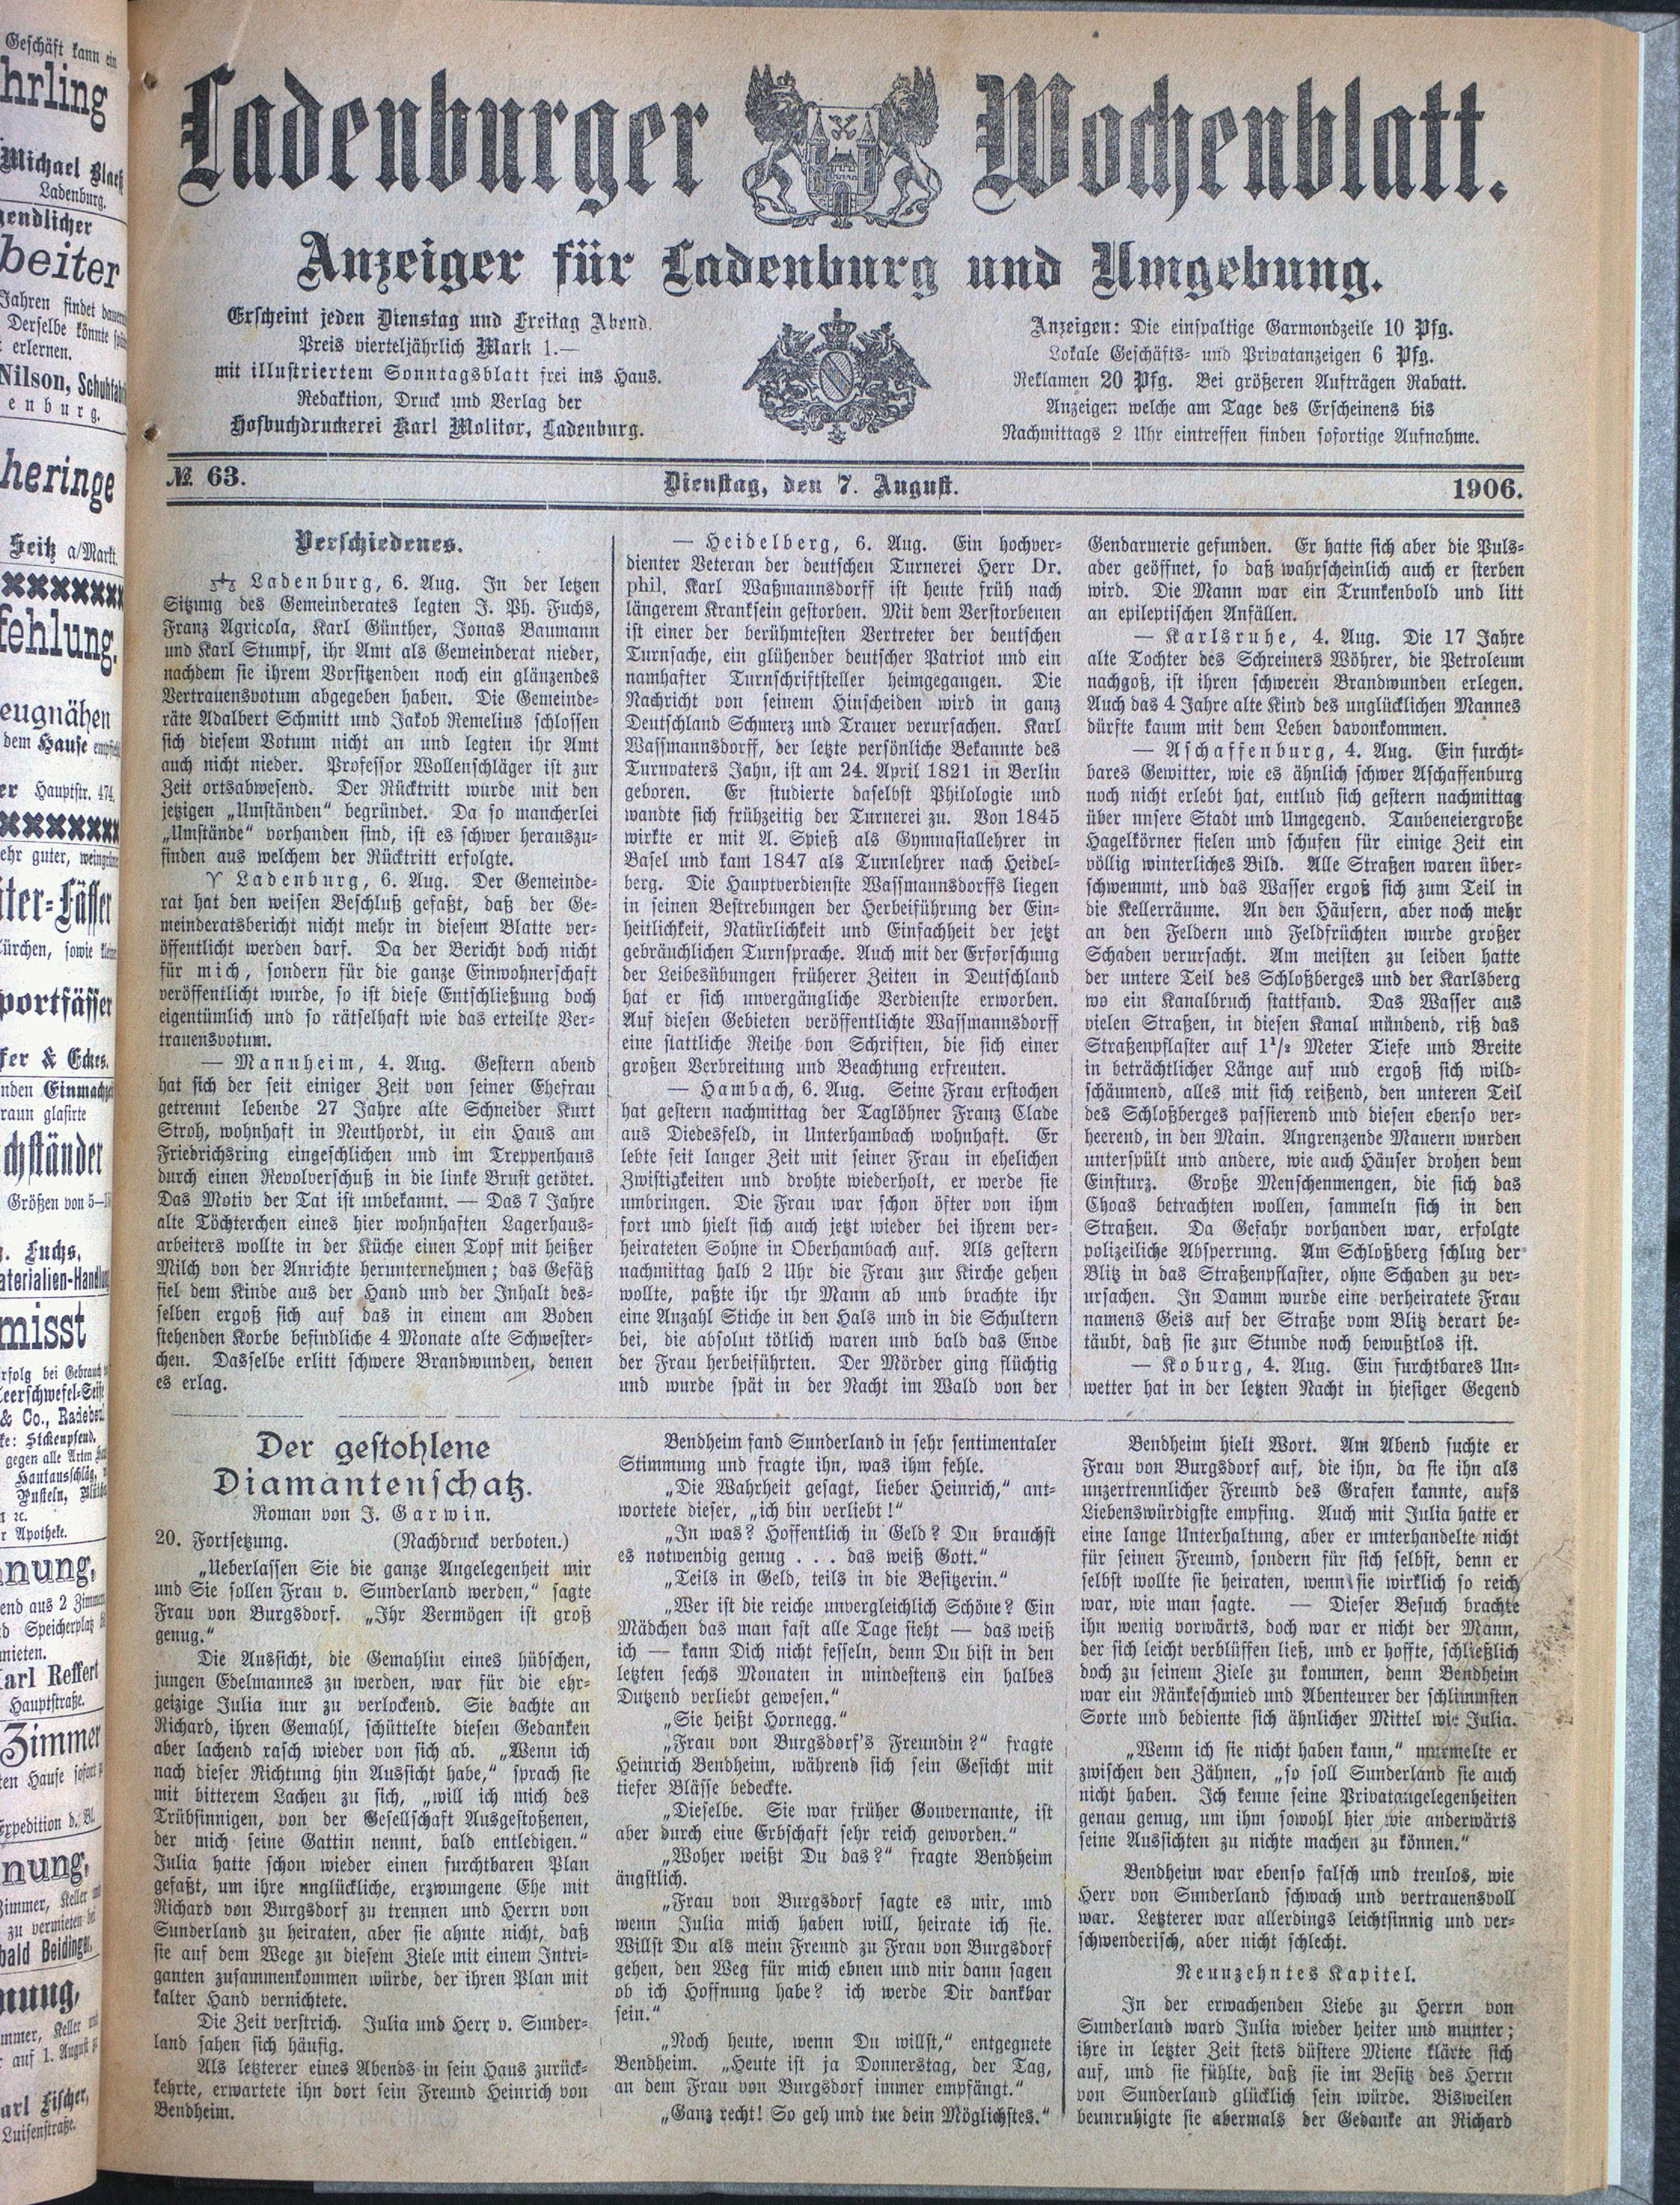 Ladenburger Wochenblatt.
Anzeiger für Ladenburg und Umgebung.
Erscheint jeden Dienstag und Freitag Abend.
Preis vierteljährlich Mark 1.—
mit illustriertem Sonntagsblatt frei ins Haus.
Redaktion, Druck und Verlag der
Hofbuchdruckerei Karl Molitor, Ladenburg.
Anzeigen: Die einspaltige Garmondzeile 10 Pfg.
Lokale Geschäfts- und Privatanzeigen 6 Pfg.
Reklamen 20 Pfg. Bei größeren Aufträgen Rabatt.
Anzeigen welche am Tage des Erscheinens bis
Nachmittags 2 Uhr eintreffen finden sofortige Aufnahme.
№ 63. Dienstag, den 7. August. 1906.
Verschiedenes.
Ladenburg, 6. Aug. In der letzen
Sitzung des Gemeinderates legten J. Ph. Fuchs,
Franz Agricola, Karl Günther, Jonas Baumann
und Karl Stumpf, ihr Amt als Gemeinderat nieder,
nachdem sie ihrem Vorsitzenden noch ein glänzendes
Vertrauensvotum abgegeben haben. Die Gemeinde-
räte Adalbert Schmitt und Jakob Remelius schlossen
sich diesem Votum nicht an und legten ihr Amt
auch nicht nieder. Professor Wollenschläger ist zur
Zeit ortsabwesend. Der Rücktritt wurde mit den
jetzigen „Umständen“ begründet. Da so mancherlei
„Umstände“ vorhanden sind, ist es schwer herauszu-
finden aus welchem der Rücktritt erfolgte.
Ladenburg, 6. Aug. Der Gemeinde-
rat hat den weisen Beschluß gefaßt, daß der Ge-
meinderatsbericht nicht mehr in diesem Blatte ver-
öffentlicht werden darf. Da der Bericht doch nicht
für mich, sondern für die ganze Einwohnerschaft
veröffentlicht wurde, so ist diese Entschließung doch
eigentümlich und so rätselhaft wie das erteilte Ver-
trauensvotum.
— Mannheim, 4. Aug. Gestern abend
hat sich der seit einiger Zeit von seiner Ehefrau
getrennt lebende 27 Jahre alte Schneider Kurt
Stroh, wohnhaft in Neuthordt, in ein Haus am
Friedrichsring eingeschlichen und im Treppenhaus
durch einen Revolverschuß in die linke Brust getötet.
Das Motiv der Tat ist unbekannt. — Das 7 Jahre
alte Töchterchen eines hier wohnhaften Lagerhaus-
arbeiters wollte in der Küche einen Topf mit heißer
Milch von der Anrichte herunternehmen; das Gefäß
fiel dem Kinde aus der Hand und der Inhalt des-
selben ergoß sich auf das in einem am Boden
stehenden Korbe befindliche 4 Monate alte Schwester-
chen. Dasselbe erlitt schwere Brandwunden, denen
es erlag.
— Heidelberg, 6. Aug. Ein hochver-
dienter Veteran der deutschen Turnerei Herr Dr.
phil. Karl Waßmannsdorff ist heute früh nach
längerem Kranksein gestorben. Mit dem Verstorbenen
ist einer der berühmtesten Vertreter der deutschen
Turnsache, ein glühender deutscher Patriot und ein
namhafter Turnschriftsteller heimgegangen. Die
Nachricht von seinem Hinscheiden wird in ganz
Deutschland Schmerz und Trauer verursachen. Karl
Wassmannsdorff, der letzte persönliche Bekannte des
Turnvaters Jahn, ist am 24. April 1821 in Berlin
geboren. Er studierte daselbst Philologie und
wandte sich frühzeitig der Turnerei zu. Von 1845
wirkte er mit A. Spieß als Gymnasiallehrer in
Basel und kam 1847 als Turnlehrer nach Heidel-
berg. Die Hauptverdienste Wassmannsdorffs liegen
in seinen Bestrebungen der Herbeiführung der Ein-
heitlichkeit, Natürlichkeit und Einfachheit der jetzt
gebräuchlichen Turnsprache. Auch mit der Erforschung
der Leibesübungen früherer Zeiten in Deutschland
hat er sich unvergängliche Verdienste erworben.
Auf diesen Gebieten veröffentlichte Wassmannsdorff
eine stattliche Reihe von Schriften, die sich einer
großen Verbreitung und Beachtung erfreuten.
— Hambach, 6. Aug. Seine Frau erstochen
hat gestern nachmittag der Taglöhner Franz Clade
aus Diedesfeld, in Unterhambach wohnhaft. Er
lebte seit langer Zeit mit seiner Frau in ehelichen
Zwistigkeiten und drohte wiederholt, er werde sie
umbringen. Die Frau war schon öfter von ihm
fort und hielt sich auch jetzt wieder bei ihrem ver-
heirateten Sohne in Oberhambach auf. Als gestern
nachmittag halb 2 Uhr die Frau zur Kirche gehen
wollte, paßte ihr ihr Mann ab und brachte ihr
eine Anzahl Stiche in den Hals und in die Schultern
bei, die absolut tötlich waren und bald das Ende
der Frau herbeiführten. Der Mörder ging flüchtig
und wurde spät in der Nacht im Wald von der
Gendarmerie gefunden. Er hatte sich aber die Puls-
ader geöffnet, so daß wahrscheinlich auch er sterben
wird. Die Mann war ein Trunkenbold und litt
an epileptischen Anfällen.
— Karlsruhe, 4. Aug. Die 17 Jahre
alte Tochter des Schreiners Wöhrer, die Petroleum
nachgoß, ist ihren schweren Brandwunden erlegen.
Auch das 4 Jahre alte Kind des unglücklichen Mannes
dürfte kaum mit dem Leben davonkommen.
— Aschaffenburg, 4. Aug. Ein furcht-
bares Gewitter, wie es ähnlich schwer Aschaffenburg
noch nicht erlebt hat, entlud sich gestern nachmittag
über unsere Stadt und Umgegend. Taubeneiergroße
Hagelkörner fielen und schufen für einige Zeit ein
völlig winterliches Bild. Alle Straßen waren über-
schwemmt, und das Wasser ergoß sich zum Teil in
die Kellerräume. An den Häusern, aber noch mehr
an den Feldern und Feldfrüchten wurde großer
Schaden verursacht. Am meisten zu leiden hatte
der untere Teil des Schloßberges und der Karlsberg
wo ein Kanalbruch stattfand. Das Wasser aus
vielen Straßen, in diesen Kanal mündend, riß das
Straßenpflaster auf 1½ Meter Tiefe und Breite
in beträchtlicher Länge auf und ergoß sich wild-
schäumend, alles mit sich reißend, den unteren Teil
des Schloßberges passierend und diesen ebenso ver-
heerend, in den Main. Angrenzende Mauern wurden
unterspült und andere, wie auch Häuser drohen dem
Einsturz. Große Menschenmengen, die sich das
Choas betrachten wollen, sammeln sich in den
Straßen. Da Gefahr vorhanden war, erfolgte
polizeiliche Absperrung. Am Schloßberg schlug der
Blitz in das Straßenpflaster, ohne Schaden zu ver-
ursachen. In Damm wurde eine verheiratete Frau
namens Geis auf der Straße vom Blitz derart be-
täubt, daß sie zur Stunde noch bewußtlos ist.
— Koburg, 4. Aug. Ein furchtbares Un-
wetter hat in der letzten Nacht in hiesiger Gegend
Der gestohlene
Diamantenschatz.
Roman von J. Garwin.
20. Fortsetzung. (Nachdruck verboten.)
„Ueberlassen Sie die ganze Angelegenheit mir
und Sie sollen Frau v. Sunderland werden,“ sagte
Frau von Burgsdorf. „Ihr Vermögen ist groß
genug.“
Die Aussicht, die Gemahlin eines hübschen,
jungen Edelmannes zu werden, war für die ehr-
geizige Julia nur zu verlockend. Sie dachte an
Richard, ihren Gemahl, schüttelte diesen Gedanken
aber lachend rasch wieder von sich ab. „Wenn ich
nach dieser Richtung hin Aussicht habe,“ sprach sie
mit bitterem Lachen zu sich, „will ich mich des
Trübsinnigen, von der Gesellschaft Ausgestoßenen,
der mich seine Gattin nennt, bald entledigen.“
Julia hatte schon wieder einen furchtbaren Plan
gefaßt, um ihre unglückliche, erzwungene Ehe mit
Richard von Burgsdorf zu trennen und Herrn von
Sunderland zu heiraten, aber sie ahnte nicht, daß
sie auf dem Wege zu diesem Ziele mit einem Intri-
ganten zusammenkommen würde, der ihren Plan mit
kalter Hand vernichtete.
Die Zeit verstrich. Julia und Herr v. Sunder-
land sahen sich häufig.
Als letzterer eines Abends in sein Haus zurück-
kehrte, erwartete ihn dort sein Freund Heinrich von
Bendheim.
Bendheim fand Sunderland in sehr sentimentaler
Stimmung und fragte ihn, was ihm fehle.
„Die Wahrheit gesagt, lieber Heinrich,“ ant-
wortete dieser, „ich bin verliebt!“
„In was? Hoffentlich in Geld? Du brauchst
es notwendig genug . . . das weiß Gott.“
„Teils in Geld, teils in die Besitzerin.“
„Wer ist die reiche unvergleichlich Schöne? Ein
Mädchen das man fast alle Tage sieht — das weiß
ich — kann Dich nicht fesseln, denn Du bist in den
letzten sechs Monaten in mindestens ein halbes
Dutzend verliebt gewesen.“
„Sie heißt Hornegg.“
„Frau von Burgsdorf's Freundin?“ fragte
Heinrich Bendheim, während sich sein Gesicht mit
tiefer Blässe bedeckte.
„Dieselbe. Sie war früher Gouvernante, ist
aber durch eine Erbschaft sehr reich geworden.“
„Woher weißt Du das?“ fragte Bendheim
ängstlich.
„Frau von Burgsdorf sagte es mir, und
wenn Julia mich haben will, heirate ich sie.
Willst Du als mein Freund zu Frau von Burgsdorf
gehen, den Weg für mich ebnen und mir dann sagen
ob ich Hoffnung habe? ich werde Dir dankbar
sein.“
„Noch heute, wenn Du willst,“ entgegnete
Bendheim. „Heute ist ja Donnerstag, der Tag,
an dem Frau von Burgsdorf immer empfängt.“
„Ganz recht! So geh und tue dein Möglichstes.“
Bendheim hielt Wort. Am Abend suchte er
Frau von Burgsdorf auf, die ihn, da sie ihn als
unzertrennlicher Freund des Grafen kannte, aufs
Liebenswürdigste empfing. Auch mit Julia hatte er
eine lange Unterhaltung, aber er unterhandelte nicht
für seinen Freund, sondern für sich selbst, denn er
selbst wollte sie heiraten, wenn sie wirklich so reich
war, wie man sagte. — Dieser Besuch brachte
ihn wenig vorwärts, doch war er nicht der Mann,
der sich leicht verblüffen ließ, und er hoffte, schließlich
doch zu seinem Ziele zu kommen, denn Bendheim
war ein Ränkeschmied und Abenteurer der schlimmsten
Sorte und bediente sich ähnlicher Mittel wie Julia.
„Wenn ich sie nicht haben kann,“ murmelte er
zwischen den Zähnen, „so soll Sunderland sie auch
nicht haben. Ich kenne seine Privatangelegenheiten
genau genug, um ihm sowohl hier wie anderwärts
seine Aussichten zu nichte machen zu können.“
Bendheim war ebenso falsch und treulos, wie
Herr von Sunderland schwach und vertrauensvoll
war. Letzterer war allerdings leichtsinnig und ver-
schwenderisch, aber nicht schlecht.
Neunzehntes Kapitel.
In der erwachenden Liebe zu Herrn von
Sunderland ward Julia wieder heiter und munter;
ihre in letzter Zeit stets düstere Miene klärte sich
auf, und sie fühlte, daß sie im Besitz des Herrn
von Sunderland glücklich sein würde. Bisweilen
beunruhigte sie abermals der Gedanke an Richard